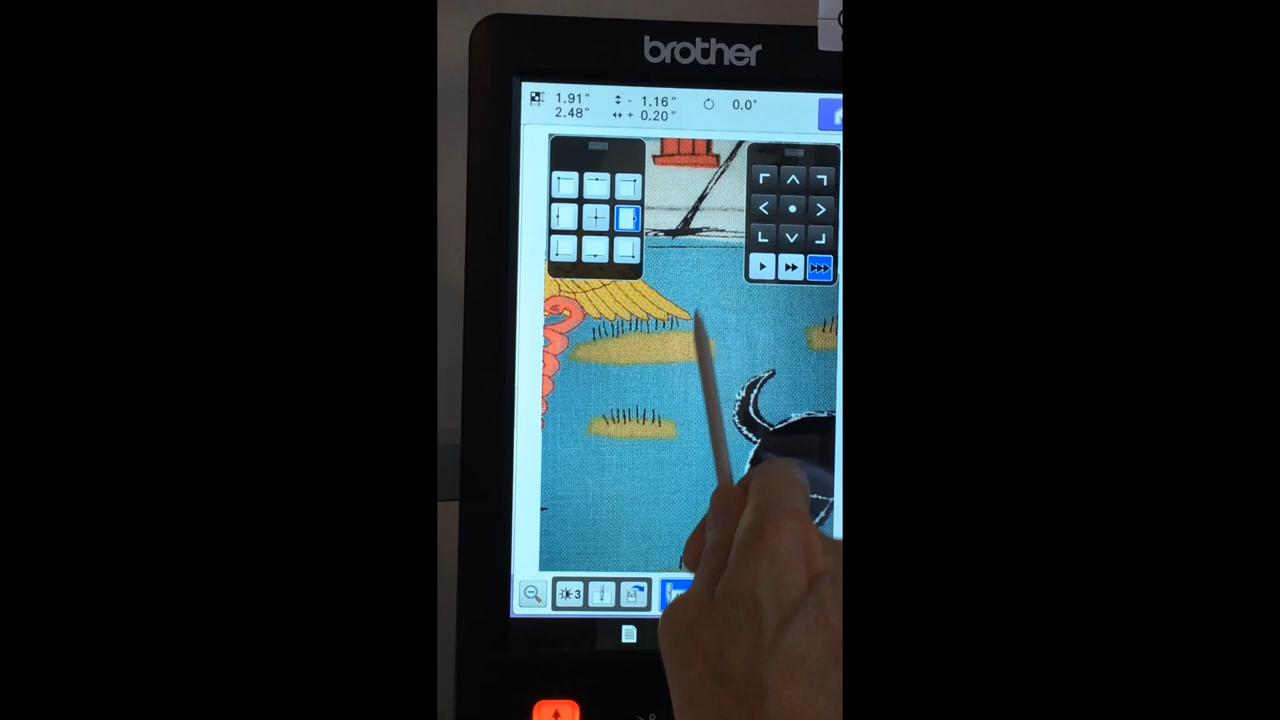 brother
1.91" - 1.16" 0.0°
2.48" + 0.20"
3